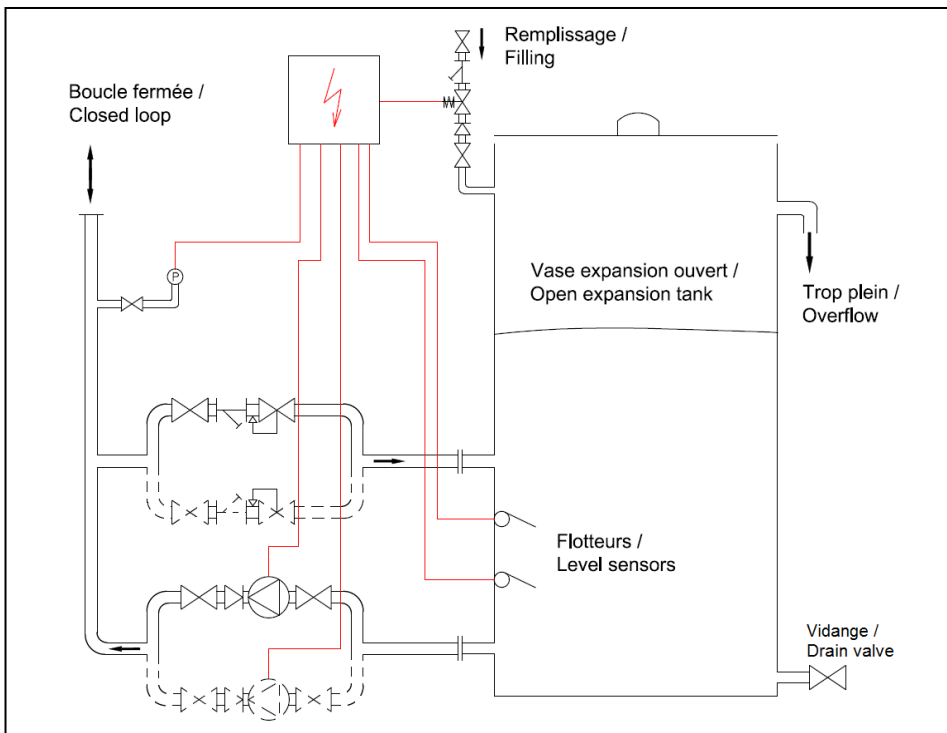 Remplissage /
Filling
Boucle fermée /
Closed loop
P
Vase expansion ouvert /
Open expansion tank
Trop plein /
Overflow
Flotteurs /
Level sensors
Vidange /
Drain valve